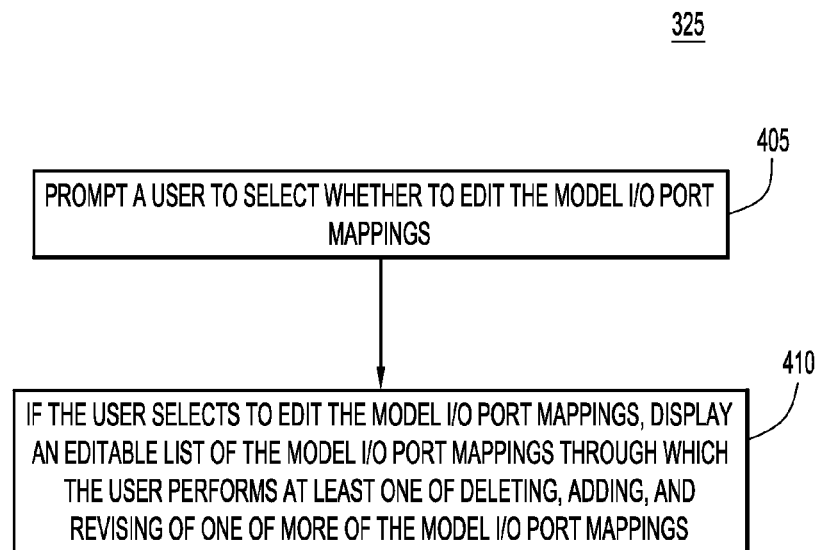 325
405
PROMPT A USER TO SELECT WHETHER TO EDIT THE MODEL I/O PORT
MAPPINGS
410
IF THE USER SELECTS TO EDIT THE MODEL I/O PORT MAPPINGS, DISPLAY
AN EDITABLE LIST OF THE MODEL I/O PORT MAPPINGS THROUGH WHICH
THE USER PERFORMS AT LEAST ONE OF DELETING, ADDING, AND
REVISING OF ONE OF MORE OF THE MODEL I/O PORT MAPPINGS